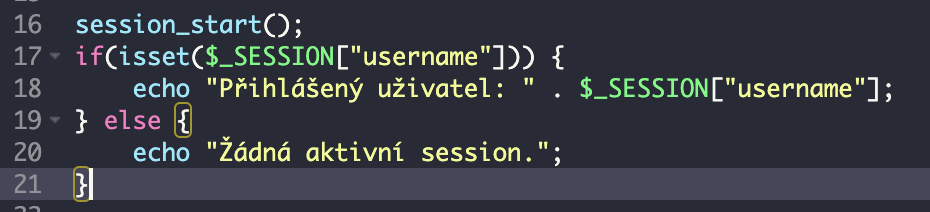 16 session_start();
17 if(isset($_SESSION["username"])) {
18 echo "Přihlášený uživatel: " . $_SESSION["username"];
19 } else {
20 echo "Žádná aktivní session.";
21 }